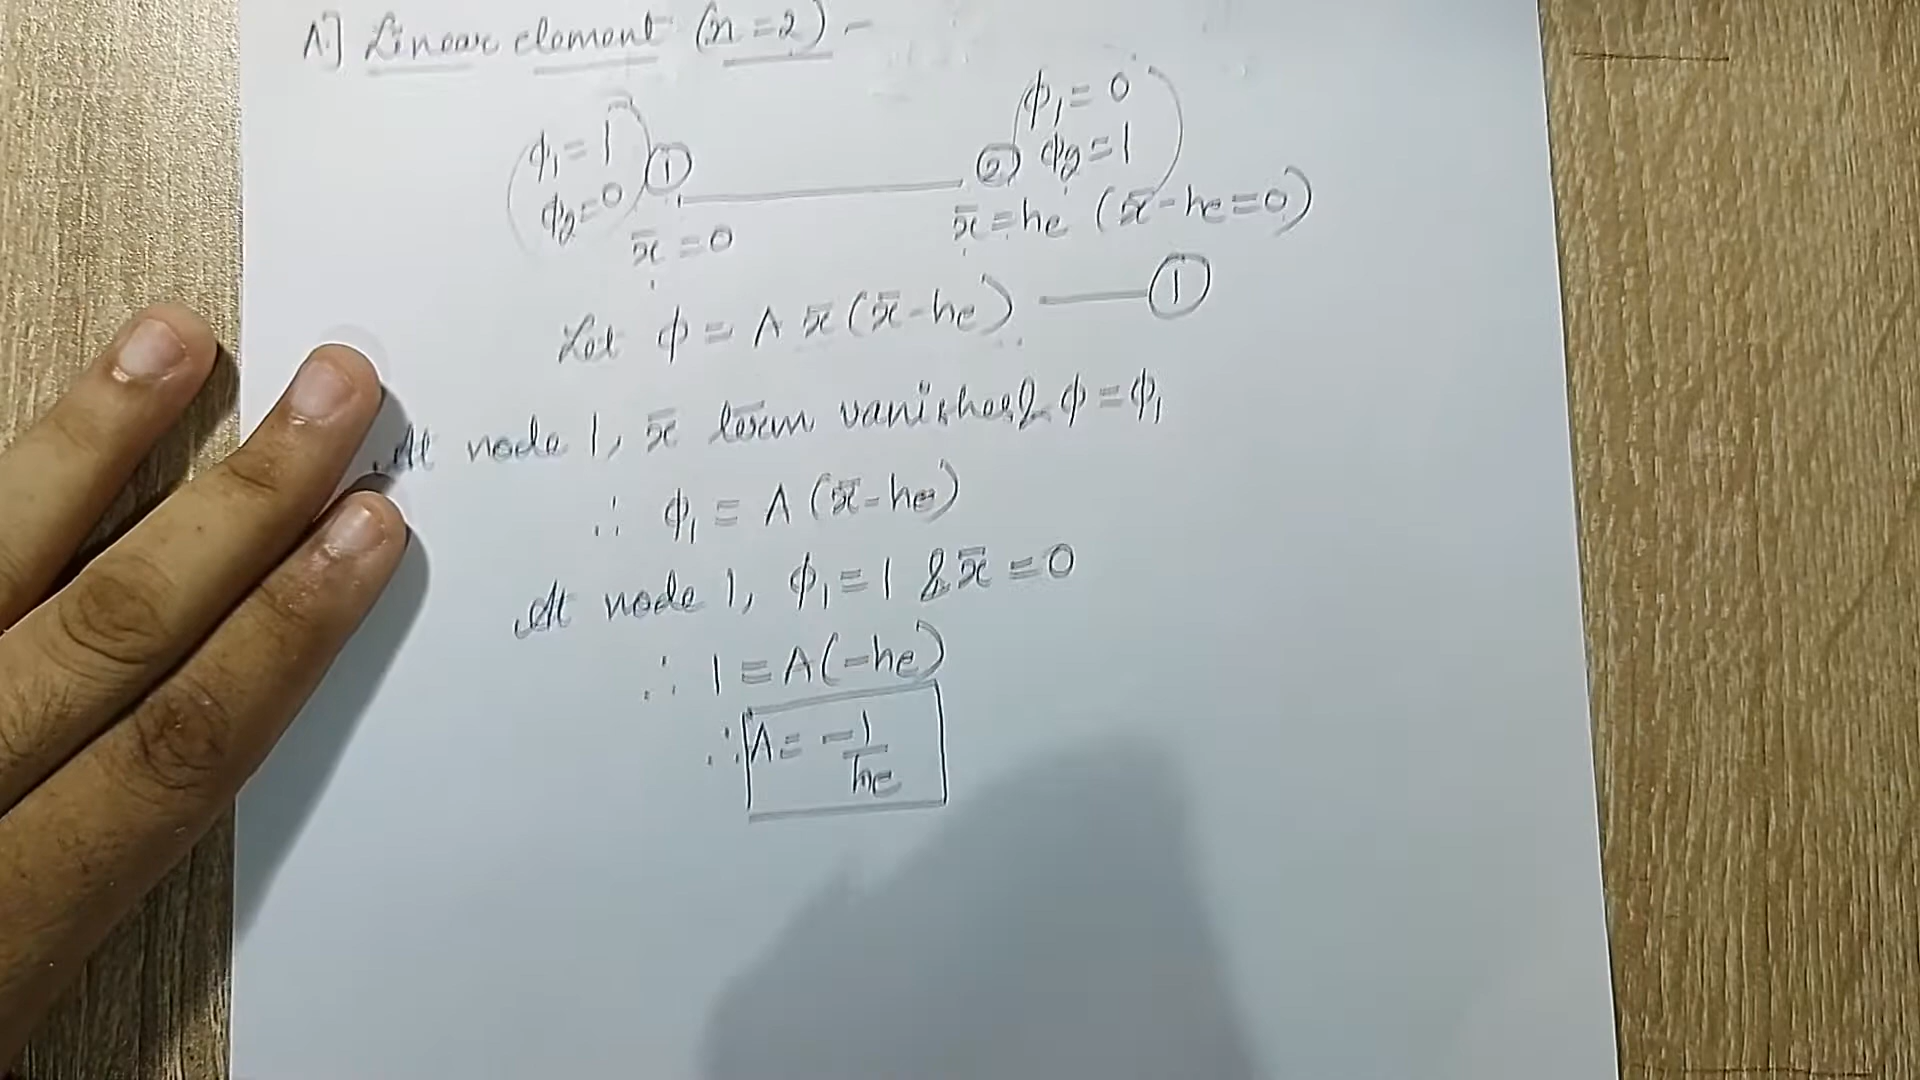 A] Linear element (n=2) -
ϕ₁=1
ϕ₂=0
①
②
ϕ₁=0
ϕ₂=1
x̄=0
x̄=he (x̄-he=0)
Let ϕ = A x̄(x̄-he) — ①
At node 1, x̄ term vanishes & ϕ=ϕ₁
∴ ϕ₁ = A(x̄-he)
At node 1, ϕ₁=1 & x̄=0
∴ 1=A(-he)
∴ A= -1/he